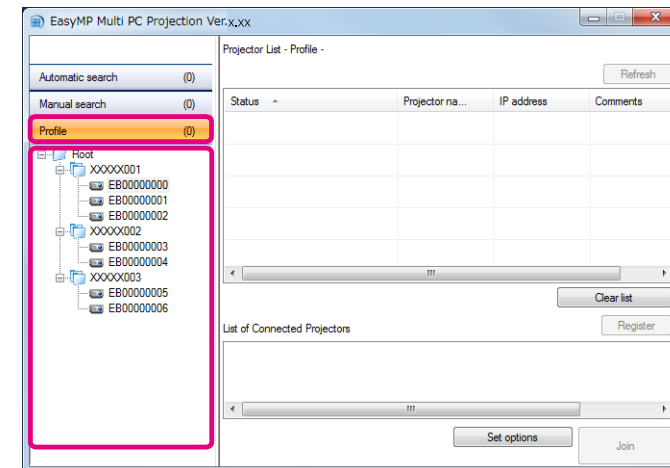 EasyMP Multi PC Projection Ver.x.xx
Projector List - Profile -
Automatic search (0)
Refresh
Manual search (0)
Status Projector na... IP address Comments
Profile (0)
Root
XXXXX001
EB00000000
EB00000001
EB00000002
XXXXX002
EB00000003
EB00000004
XXXXX003
EB00000005
EB00000006
Clear list
List of Connected Projectors
Register
Set options
Join